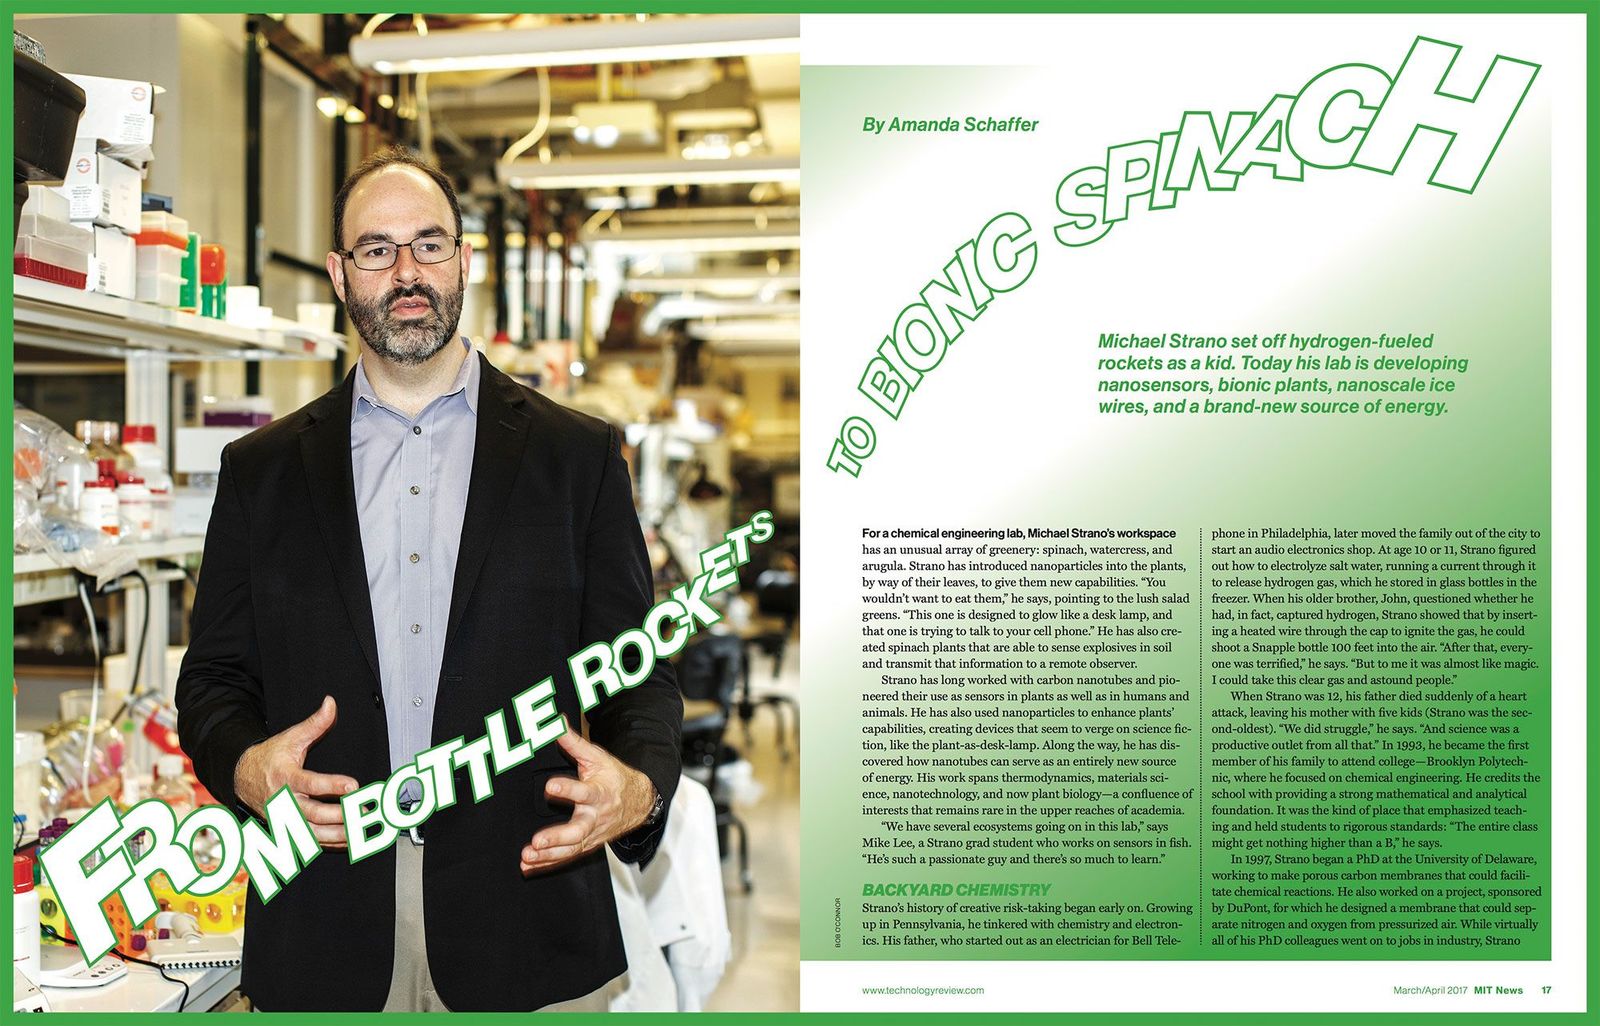 FROM BOTTLE ROCKETS
TO BIONIC SPINACH
By Amanda Schaffer
Michael Strano set off hydrogen-fueled
rockets as a kid. Today his lab is developing
nanosensors, bionic plants, nanoscale ice
wires, and a brand-new source of energy.
For a chemical engineering lab, Michael Strano’s workspace
has an unusual array of greenery: spinach, watercress, and
arugula. Strano has introduced nanoparticles into the plants,
by way of their leaves, to give them new capabilities. “You
wouldn’t want to eat them,” he says, pointing to the lush salad
greens. “This one is designed to glow like a desk lamp, and
that one is trying to talk to your cell phone.” He has also cre-
ated spinach plants that are able to sense explosives in soil
and transmit that information to a remote observer.
Strano has long worked with carbon nanotubes and pio-
neered their use as sensors in plants as well as in humans and
animals. He has also used nanoparticles to enhance plants’
capabilities, creating devices that seem to verge on science fic-
tion, like the plant-as-desk-lamp. Along the way, he has dis-
covered how nanotubes can serve as an entirely new source
of energy. His work spans thermodynamics, materials sci-
ence, nanotechnology, and now plant biology—a confluence of
interests that remains rare in the upper reaches of academia.
“We have several ecosystems going on in this lab,” says
Mike Lee, a Strano grad student who works on sensors in fish.
“He’s such a passionate guy and there’s so much to learn.”
BACKYARD CHEMISTRY
Strano’s history of creative risk-taking began early on. Growing
up in Pennsylvania, he tinkered with chemistry and electron-
ics. His father, who started out as an electrician for Bell Tele-
phone in Philadelphia, later moved the family out of the city to
start an audio electronics shop. At age 10 or 11, Strano figured
out how to electrolyze salt water, running a current through it
to release hydrogen gas, which he stored in glass bottles in the
freezer. When his older brother, John, questioned whether he
had, in fact, captured hydrogen, Strano showed that by insert-
ing a heated wire through the cap to ignite the gas, he could
shoot a Snapple bottle 100 feet into the air. “After that, every-
one was terrified,” he says. “But to me it was almost like magic.
I could take this clear gas and astound people.”
When Strano was 12, his father died suddenly of a heart
attack, leaving his mother with five kids (Strano was the sec-
ond-oldest). “We did struggle,” he says. “And science was a
productive outlet from all that.” In 1993, he became the first
member of his family to attend college—Brooklyn Polytech-
nic, where he focused on chemical engineering. He credits the
school with providing a strong mathematical and analytical
foundation. It was the kind of place that emphasized teach-
ing and held students to rigorous standards: “The entire class
might get nothing higher than a B,” he says.
In 1997, Strano began a PhD at the University of Delaware,
working to make porous carbon membranes that could facili-
tate chemical reactions. He also worked on a project, sponsored
by DuPont, for which he designed a membrane that could sep-
arate nitrogen and oxygen from pressurized air. While virtually
all of his PhD colleagues went on to jobs in industry, Strano
BOB O’CONNOR
www.technologyreview.com
March/April 2017 MIT News 17